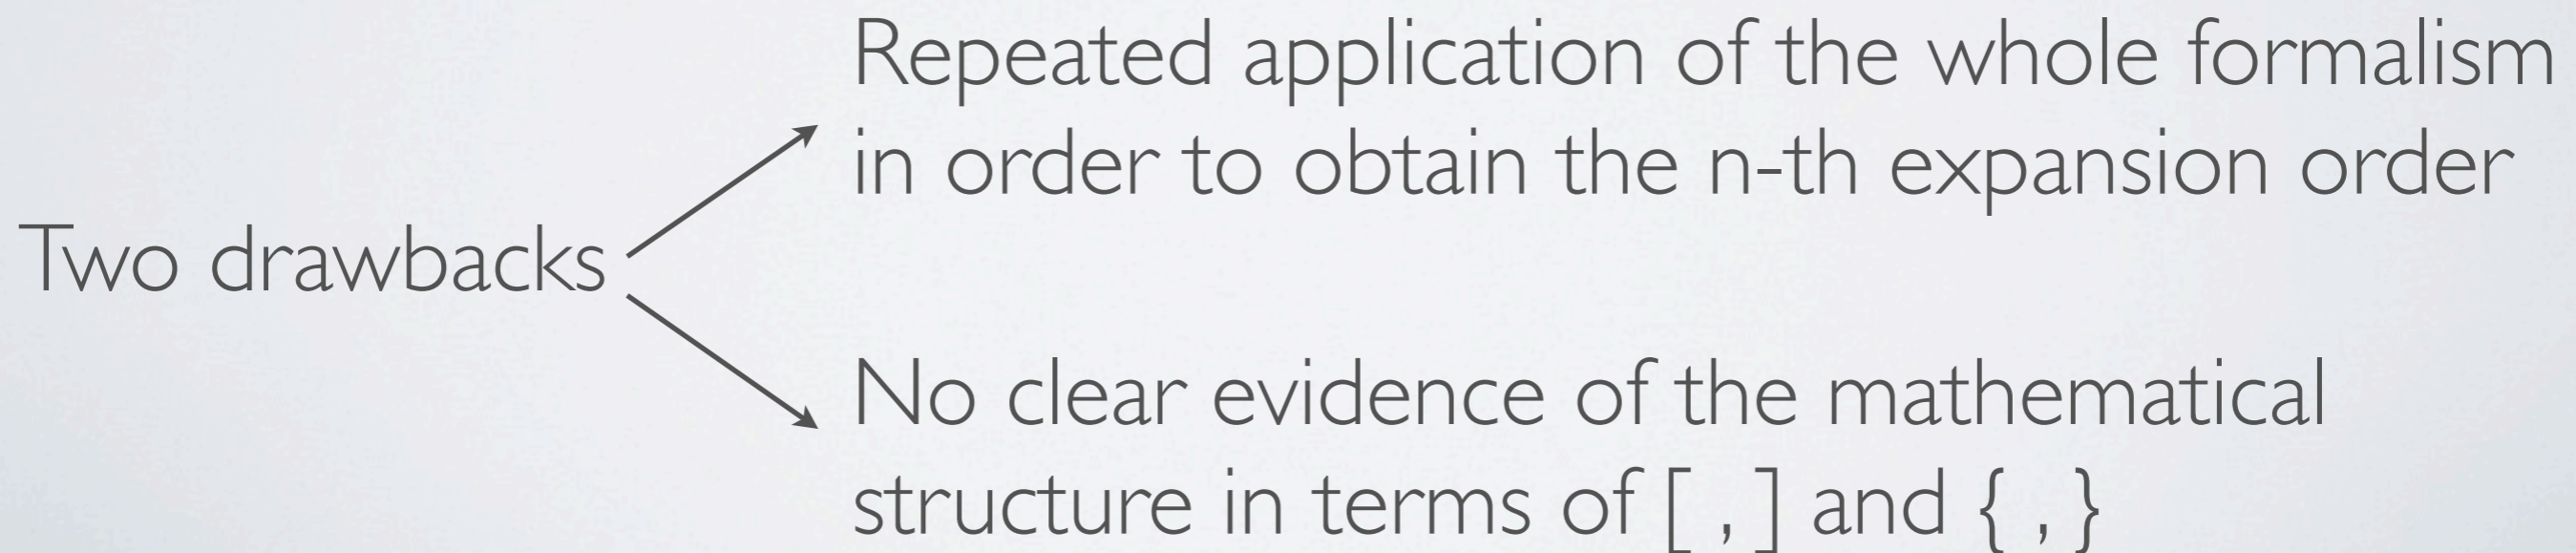 Two drawbacks
Repeated application of the whole formalism
in order to obtain the n-th expansion order
No clear evidence of the mathematical
structure in terms of [ , ] and { , }